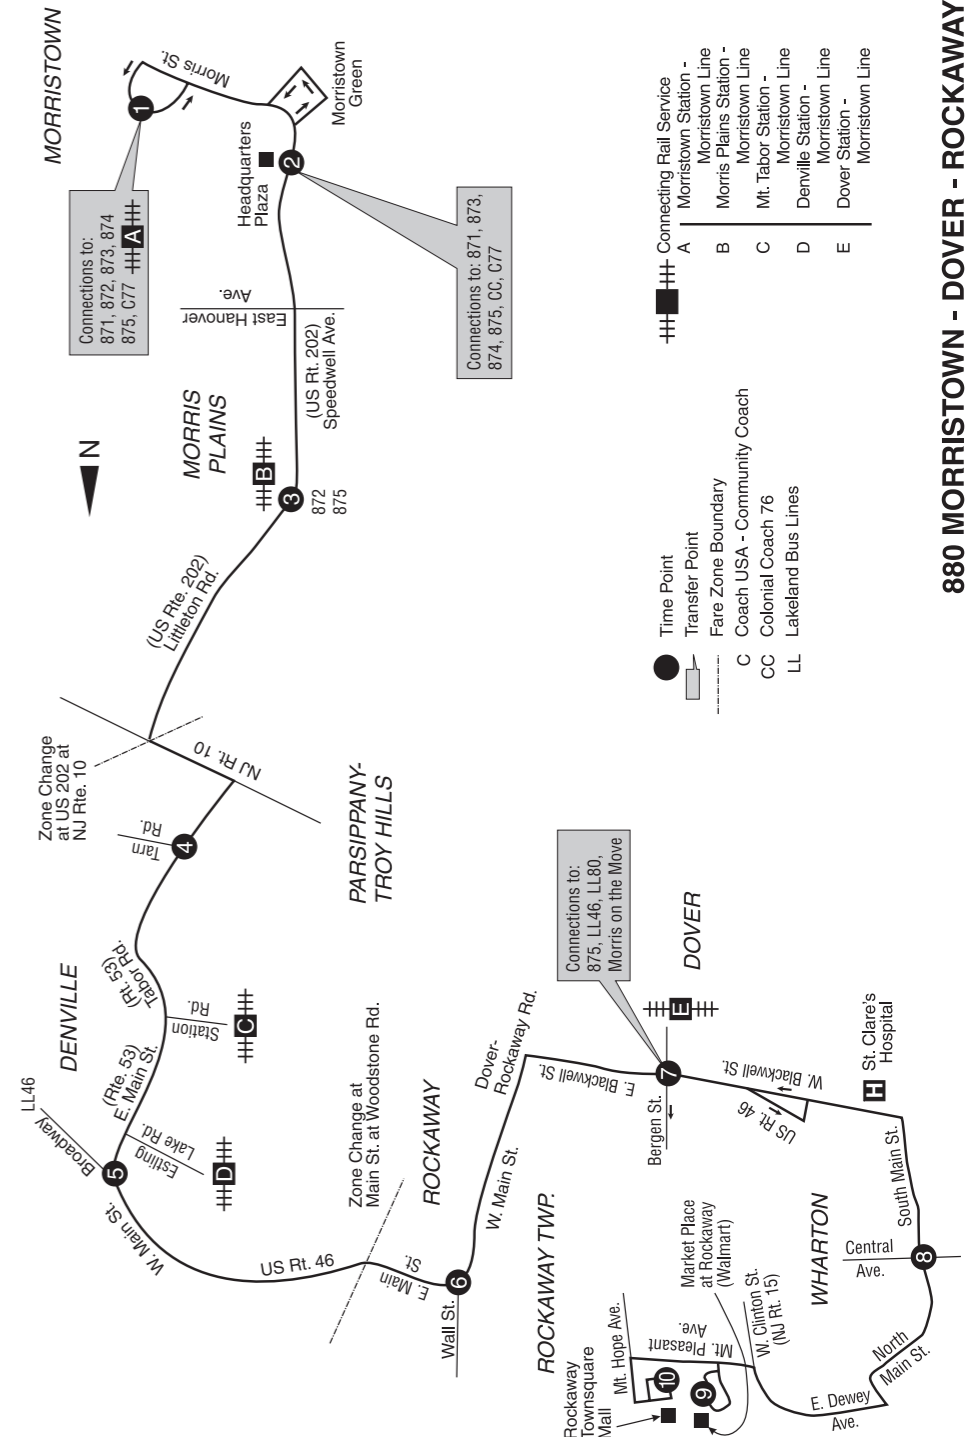 MORRISTOWN
Morris St.
1
Morristown
Green
Connections to:
871, 872, 873, 874
875, C77
A
Headquarters
Plaza
2
Connections to: 871, 873,
874, 875, CC, C77
East Hanover
Ave.
(US Rt. 202)
Speedwell Ave.
MORRIS
PLAINS
N
B
3
872
875
(US Rte. 202)
Littleton Rd.
Zone Change
at US 202 at
NJ Rte. 10
NJ Rt. 10
PARSIPPANY-
TROY HILLS
Tarn
Rd.
4
DENVILLE
(Rt. 53)
Tabor Rd.
Station
Rd.
C
(Rte. 53)
E. Main St.
LL46
Broadway
Estling
Lake Rd.
D
5
W. Main St.
US Rt. 46
Zone Change at
Main St. at Woodstone Rd.
ROCKAWAY
E. Main
St.
Wall St.
6
W. Main St.
Dover-
Rockaway Rd.
E. Blackwell St.
Connections to:
875, LL46, LL80,
Morris on the Move
DOVER
E
7
Bergen St.
W. Blackwell St.
US Rt. 46
H
St. Clare's
Hospital
South Main St.
WHARTON
Central
Ave.
8
North
Main St.
E. Dewey
Ave.
W. Clinton St.
(NJ Rt. 15)
Market Place
at Rockaway
(Walmart)
Mt. Pleasant
Ave.
ROCKAWAY TWP.
Mt. Hope Ave.
Rockaway
Townsquare
Mall
10
9
Time Point
Transfer Point
Fare Zone Boundary
C Coach USA - Community Coach
CC Colonial Coach 76
LL Lakeland Bus Lines
Connecting Rail Service
A Morristown Station -
Morristown Line
B Morris Plains Station -
Morristown Line
C Mt. Tabor Station -
Morristown Line
D Denville Station -
Morristown Line
E Dover Station -
Morristown Line
880 MORRISTOWN - DOVER - ROCKAWAY